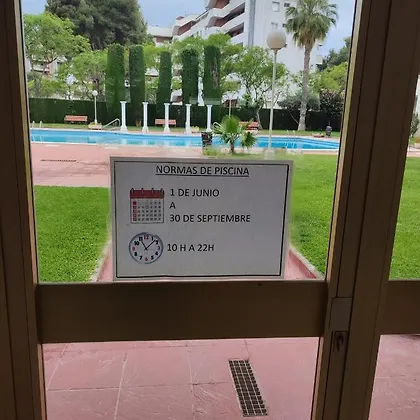 NORMAS DE PISCINA
1 DE JUNIO
A
30 DE SEPTIEMBRE
10 H A 22H